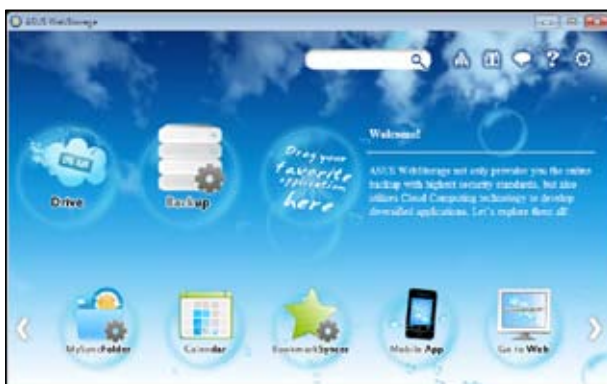 ASUS WebStorage
Welcome!
ASUS WebStorage not only provides you the online
backup with highest security standards, but also
utilizes Cloud Computing technology to develop
diversified applications. Let's explore them all!
Drag your
favorite
application
here
Drive
Backup
MySyncFolder
Calendar
BookmarkSyncer
Mobile App
Go to Web